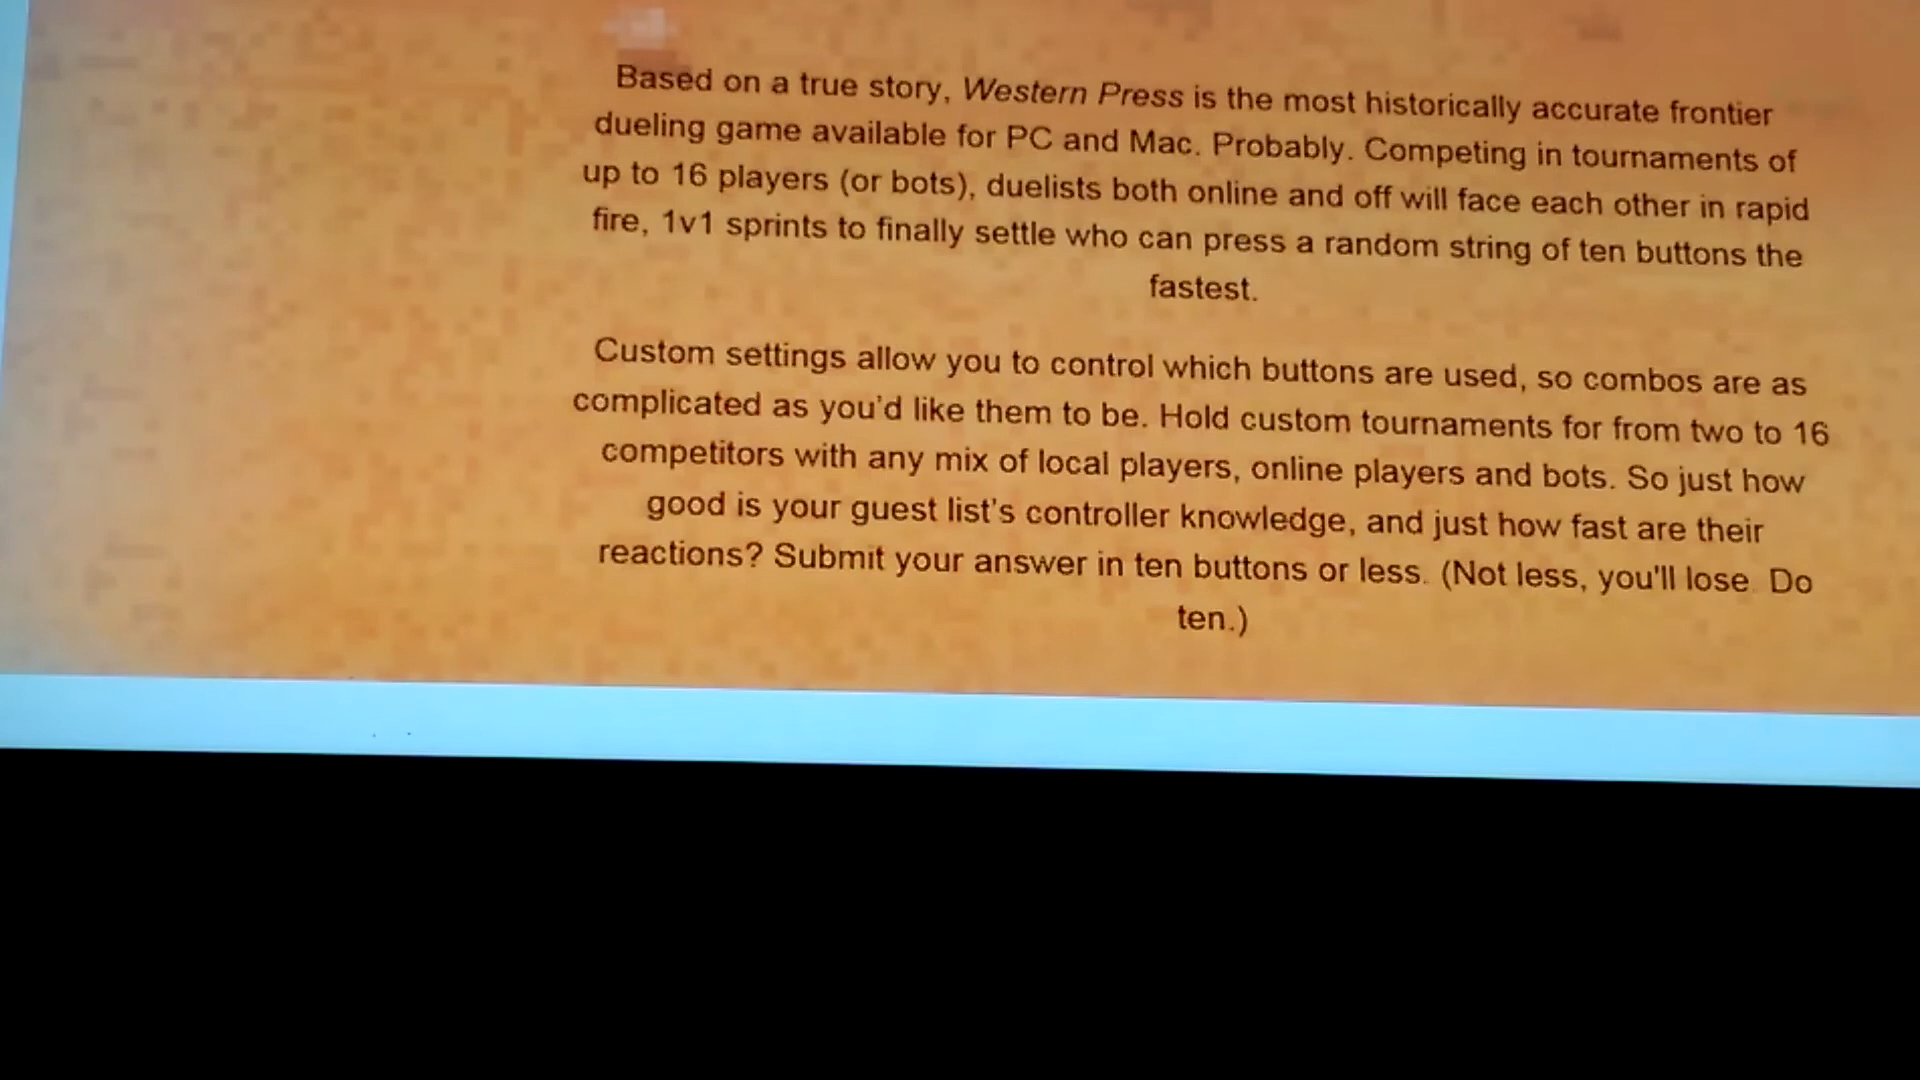 Based on a true story, Western Press is the most historically accurate frontier
dueling game available for PC and Mac. Probably. Competing in tournaments of
up to 16 players (or bots), duelists both online and off will face each other in rapid
fire, 1v1 sprints to finally settle who can press a random string of ten buttons the
fastest.
Custom settings allow you to control which buttons are used, so combos are as
complicated as you'd like them to be. Hold custom tournaments for from two to 16
competitors with any mix of local players, online players and bots. So just how
good is your guest list's controller knowledge, and just how fast are their
reactions? Submit your answer in ten buttons or less. (Not less, you'll lose. Do
ten.)